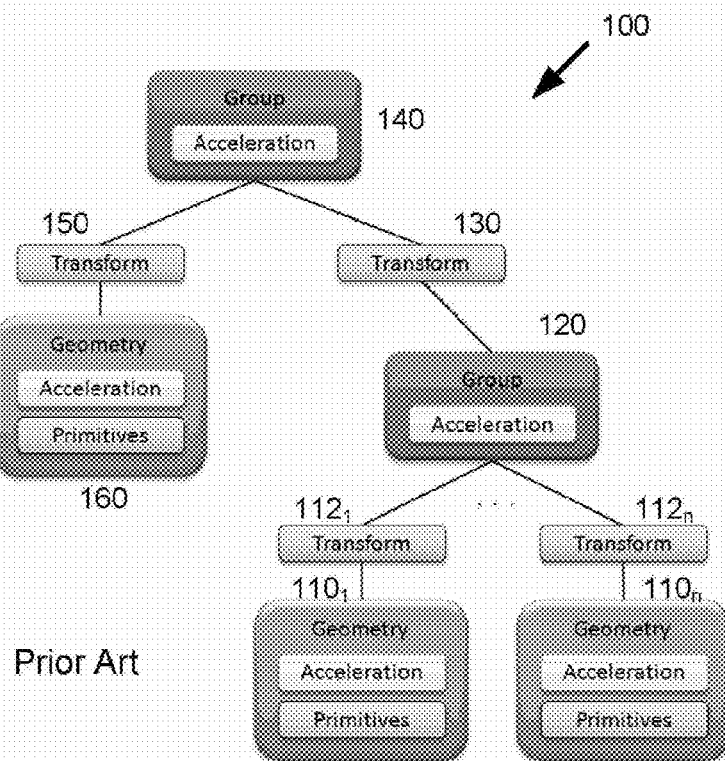 100
Group
140
Acceleration
150
130
Transform
Transform
120
Geometry
Acceleration
Primitives
Group
Acceleration
160
112₁
. . .
112ₙ
Transform
Transform
110₁
110ₙ
Geometry
Geometry
Prior Art
Acceleration
Acceleration
Primitives
Primitives